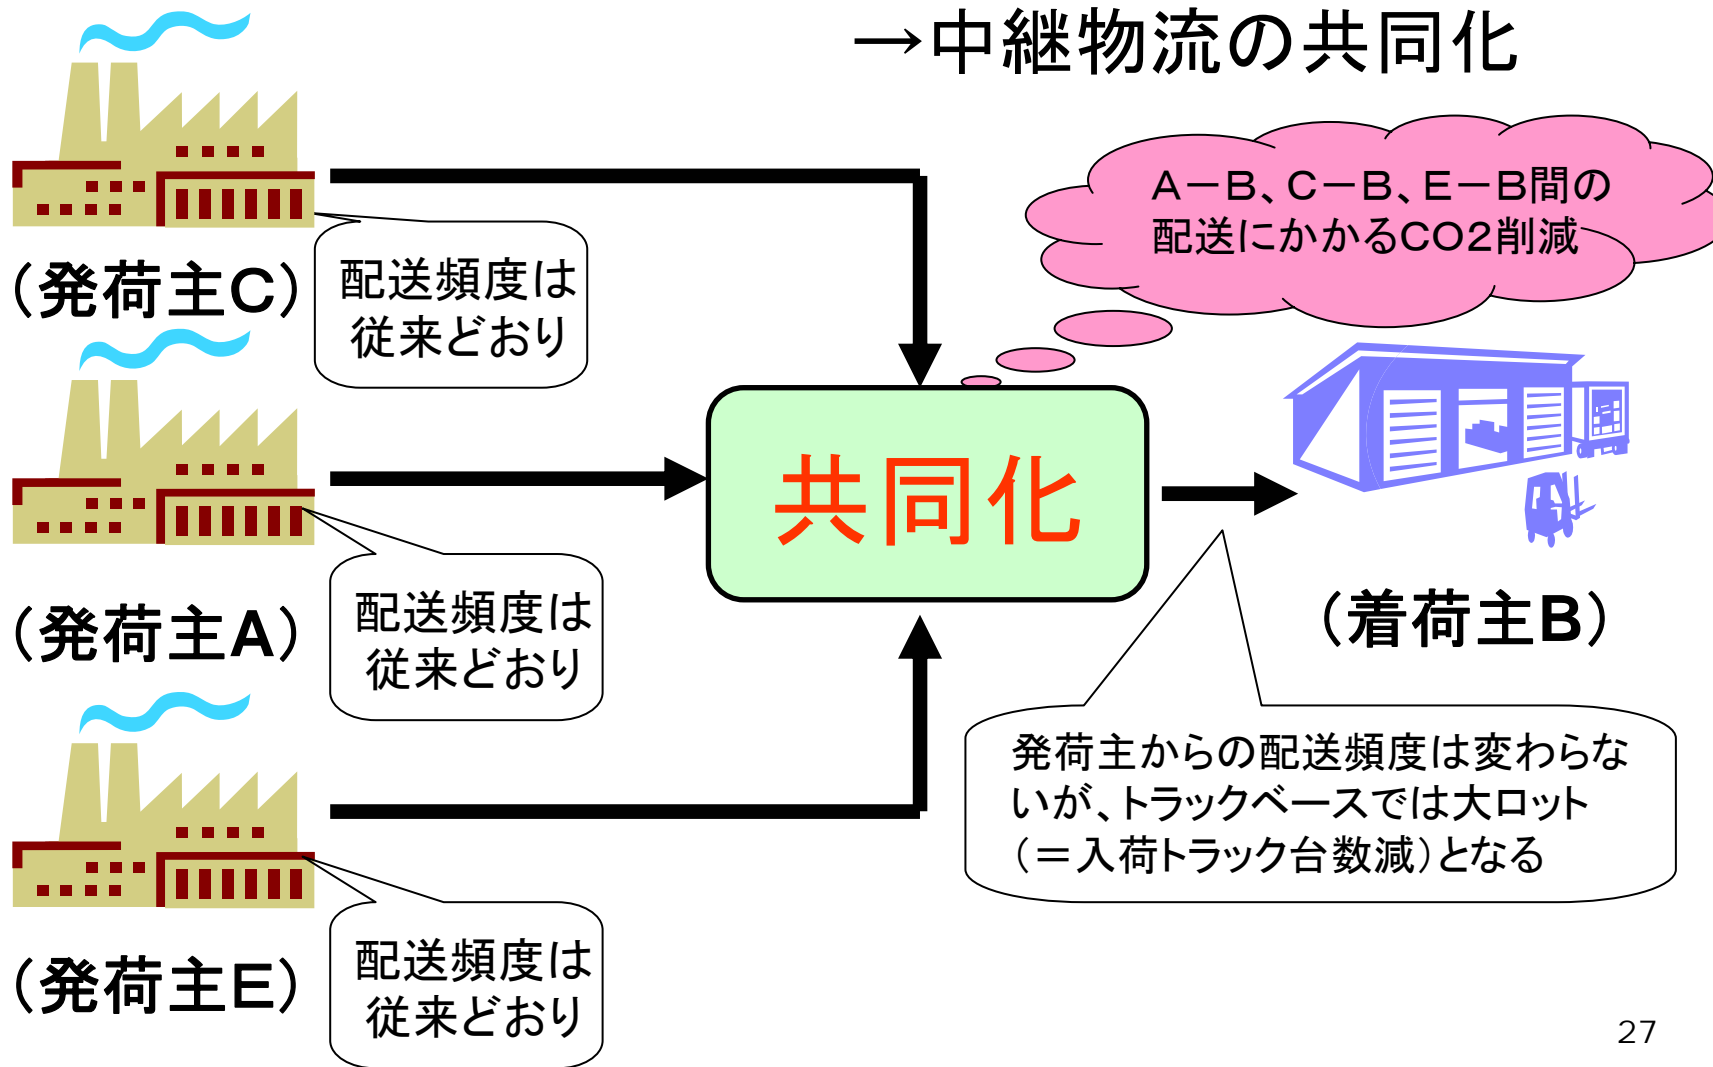 →中継物流の共同化
A-B、C-B、E-B間の
配送にかかるCO2削減
(発荷主C)
配送頻度は
従来どおり
共同化
(発荷主A)
配送頻度は
従来どおり
(着荷主B)
発荷主からの配送頻度は変わらな
いが、トラックベースでは大ロット
(=入荷トラック台数減)となる
(発荷主E)
配送頻度は
従来どおり
27